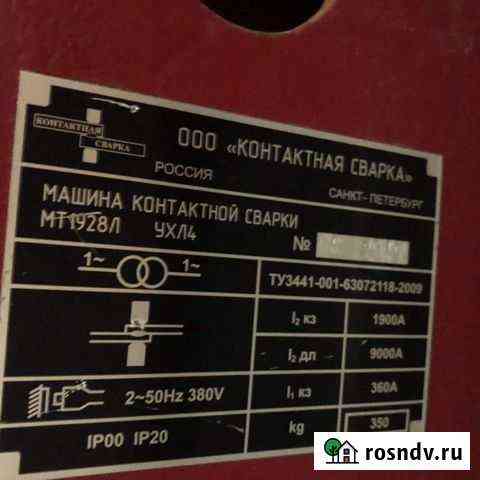 КОНТАКТНАЯ
СВАРКА
ООО «КОНТАКТНАЯ СВАРКА»
РОССИЯ
САНКТ- ПЕТЕРБУРГ
МАШИНА КОНТАКТНОЙ СВАРКИ
МТ1928Л УХЛ4
№
1~ 1~
ТУ3441-001-63072118-2009
I₂ кз 1900А
I₂ дл 9000А
2~50Hz 380V
I₁ кз 360А
kg 350
IP00 IP20
rosndv.ru